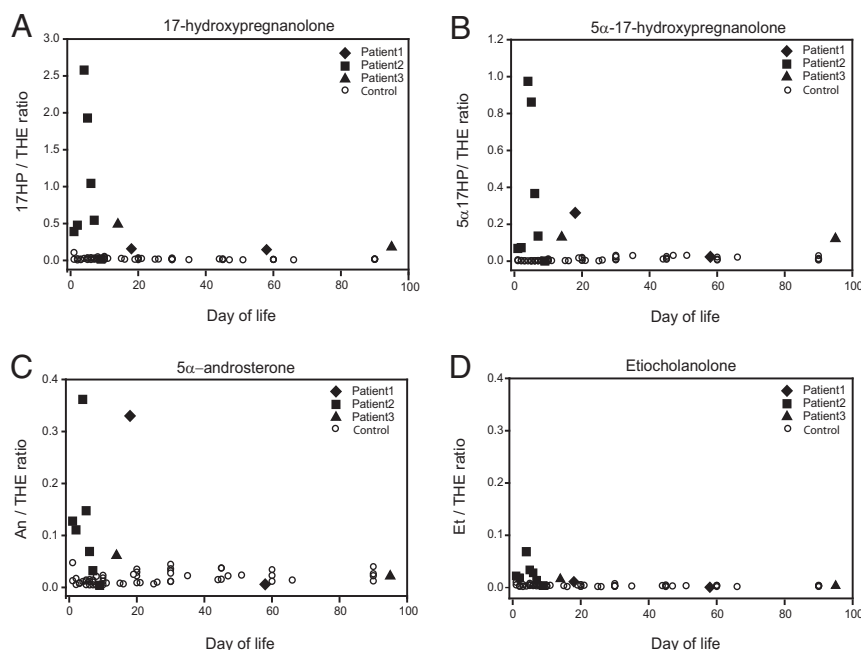 A
17-hydroxypregnanolone
3.0
2.5
2.0
1.5
1.0
0.5
0.0
17HP / THE ratio
Patient1
Patient2
Patient3
Control
0 20 40 60 80 100
Day of life
B
5α-17-hydroxypregnanolone
1.2
1.0
0.8
0.6
0.4
0.2
0.0
5α17HP/ THE ratio
Patient1
Patient2
Patient3
Control
0 20 40 60 80 100
Day of life
C
5α–androsterone
0.4
0.3
0.2
0.1
0.0
An / THE ratio
Patient1
Patient2
Patient3
Control
0 20 40 60 80 100
Day of life
D
Etiocholanolone
0.4
0.3
0.2
0.1
0.0
Et / THE ratio
Patient1
Patient2
Patient3
Control
0 20 40 60 80 100
Day of life